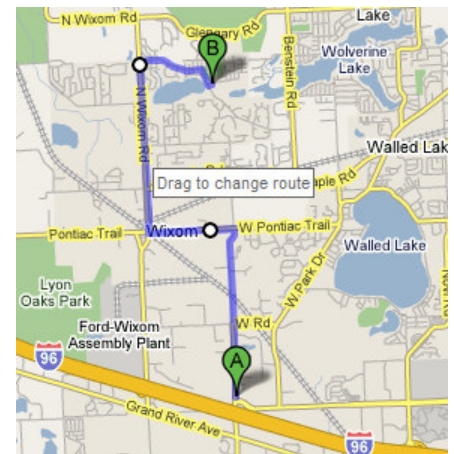 N Wixom Rd
Glengary Rd
Lake
B
Benstein Rd
Wolverine
Lake
N Wixom Rd
Walled Lak
Drag to change route
aple Rd
Wixom
Pontiac Trail
W Pontiac Trail
Walled Lake
W Park Dr
Lyon
Oaks Park
W Rd
Ford-Wixom
Assembly Plant
96
A
Grand River Ave
96